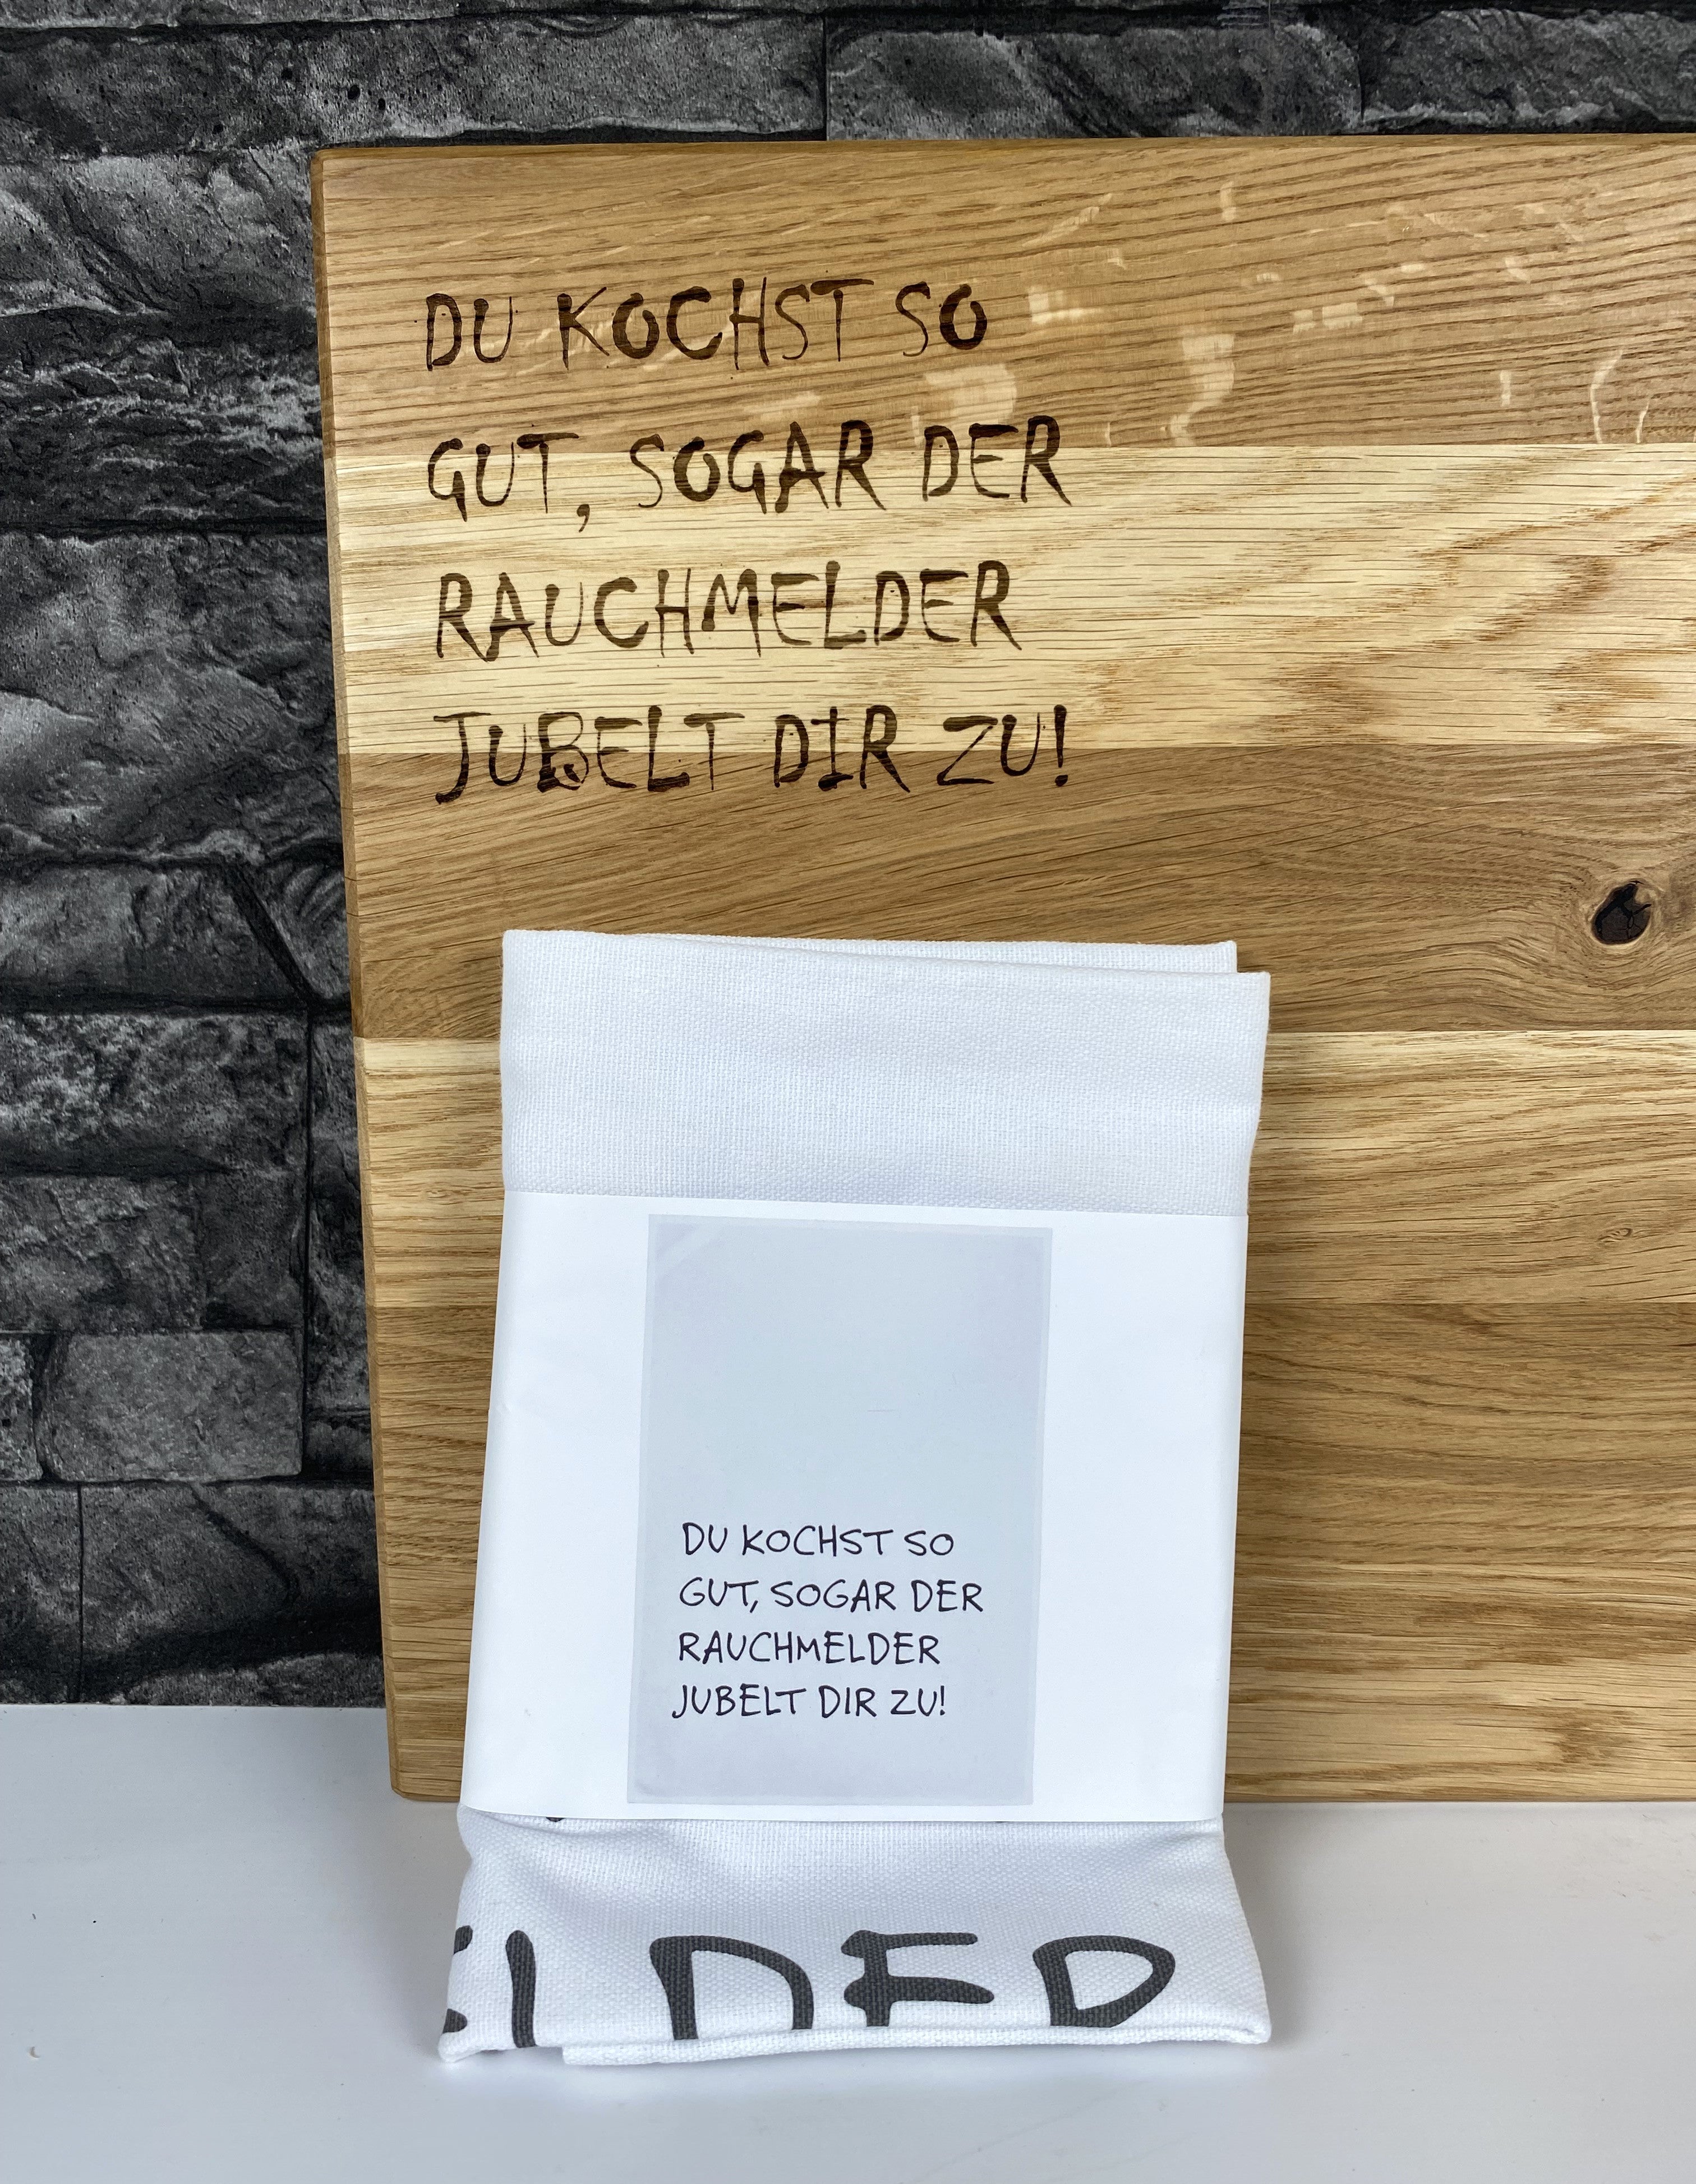 DU KOCHST SO
GUT, SOGAR DER
RAUCHMELDER
JUBELT DIR ZU!
DU KOCHST SO
GUT, SOGAR DER
RAUCHMELDER
JUBELT DIR ZU!
ELDER